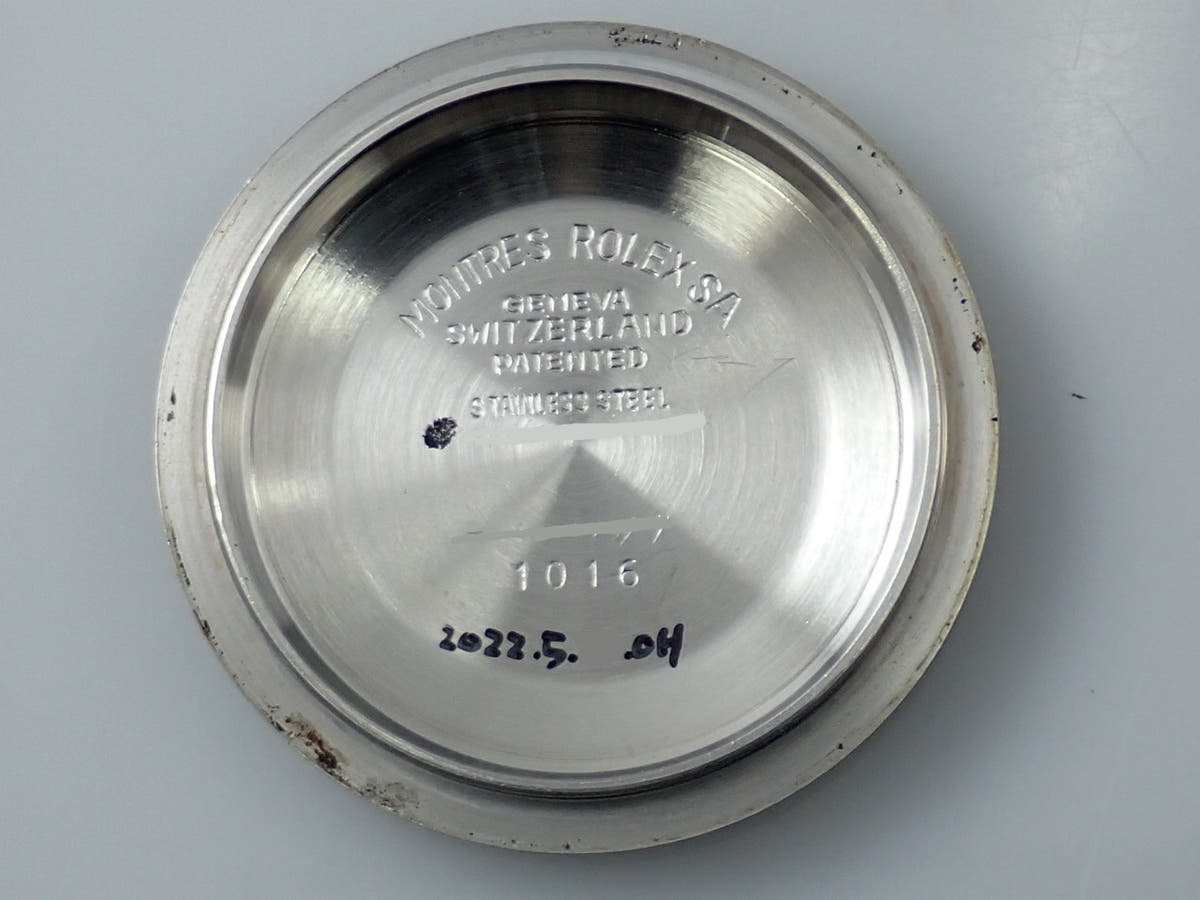 MONTRES ROLEX SA
GENEVA
SWITZERLAND
PATENTED
STAINLESS STEEL
1016
2022.5. .OH